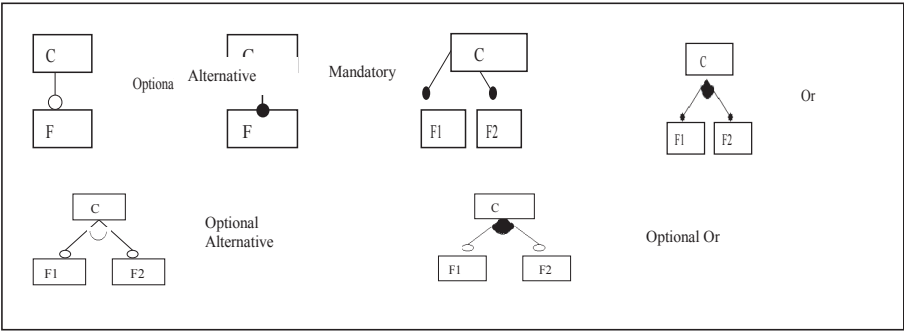 C
Optiona
F
C
Alternative
F
Mandatory
C
F1 F2
C
Or
F1 F2
C
Optional
Alternative
F1 F2
C
Optional Or
F1 F2